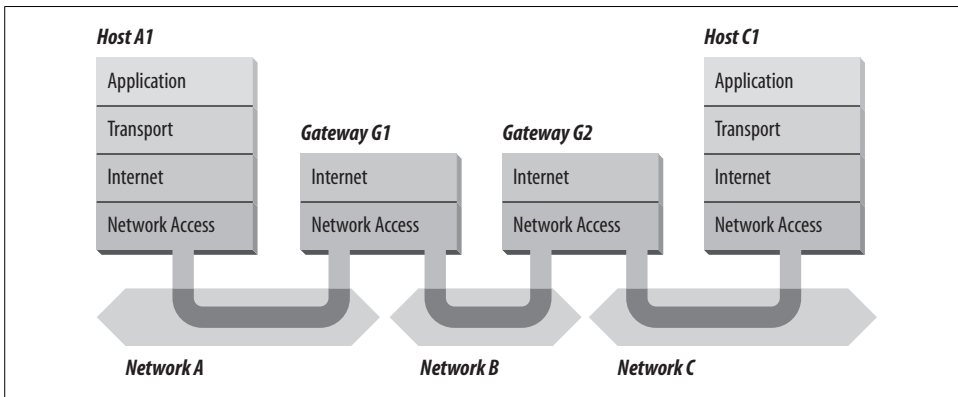 Host A1
Application
Transport
Internet
Network Access
Gateway G1
Internet
Network Access
Gateway G2
Internet
Network Access
Host C1
Application
Transport
Internet
Network Access
Network A
Network B
Network C